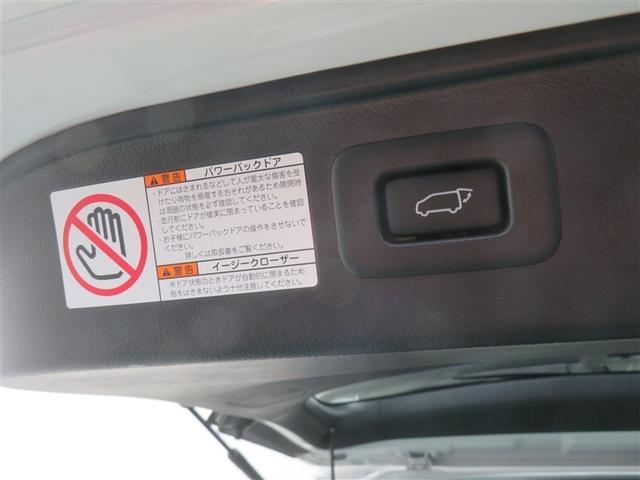 ⚠警告 パワーバックドア
・ドアにはさまれるなどして人が重大な傷害を受
けたり荷物を損傷するおそれがあるため開閉時
は周囲の状態を必ず確認してください。
・走行前にドアが確実に閉まっていることを確認
してください。
・お子様にパワーバックドアの操作をさせないで
ください。
詳しくは取扱書をご覧ください。
⚠警告 イージークローザー
半ドア状態のときドアが自動的に閉まるため、
指をはさまないよう十分注意してください。